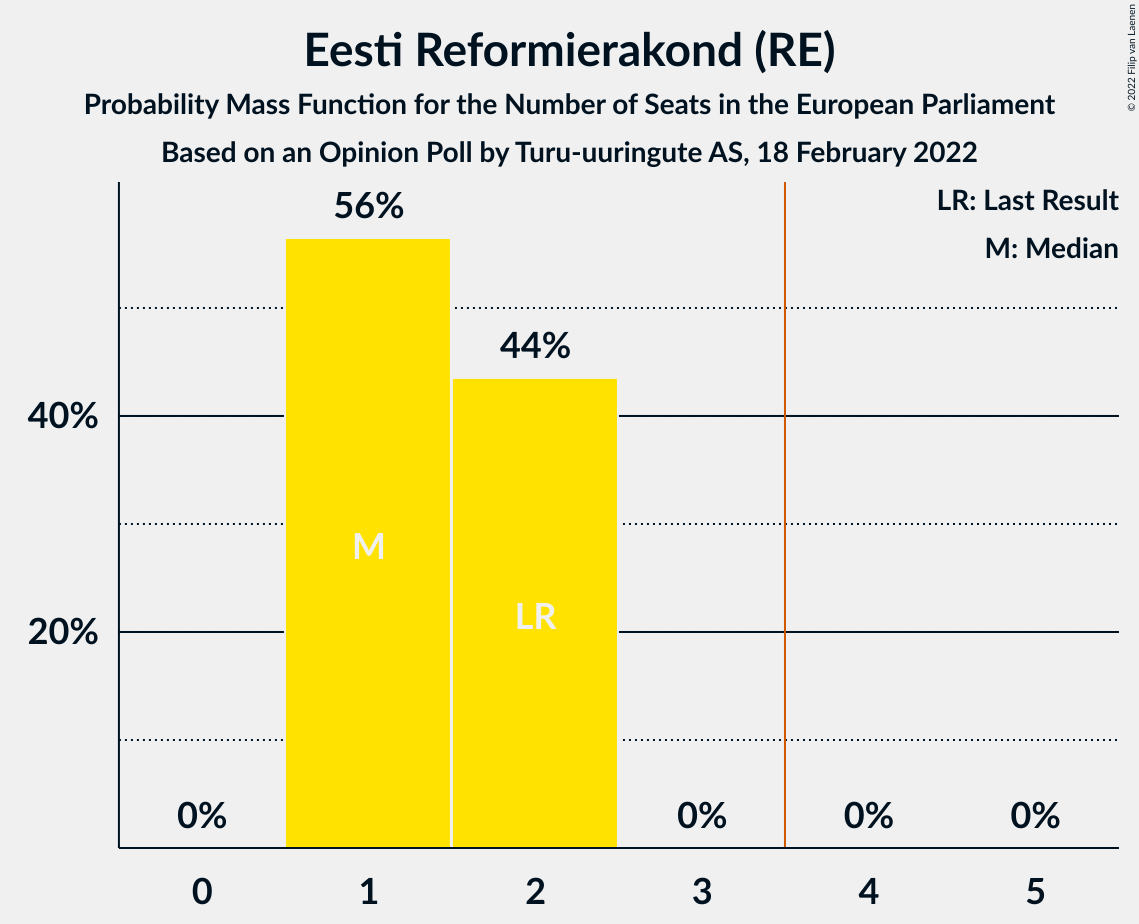 Eesti Reformierakond (RE)
Probability Mass Function for the Number of Seats in the European Parliament
Based on an Opinion Poll by Turu-uuringute AS, 18 February 2022
© 2022 Filip van Laenen
LR: Last Result
M: Median
56%
44%
40%
20%
M
LR
0%
0%
0%
0%
0
1
2
3
4
5